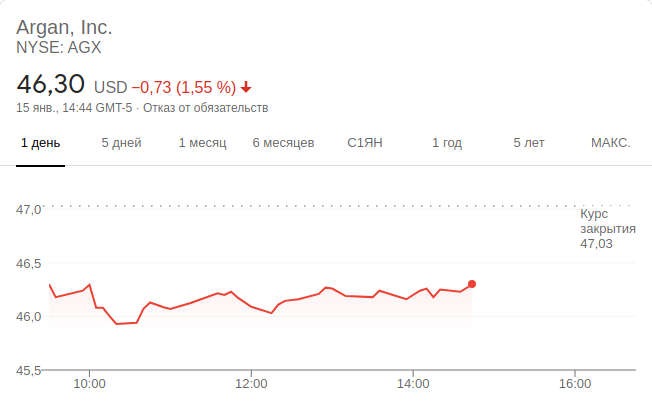 Argan, Inc.
NYSE: AGX
46,30 USD −0,73 (1,55 %)
15 янв., 14:44 GMT-5 · Отказ от обязательств
1 день 5 дней 1 месяц 6 месяцев С1ЯН 1 год 5 лет МАКС.
47,0
Курс
закрытия
47,03
46,5
46,0
45,5
10:00 12:00 14:00 16:00